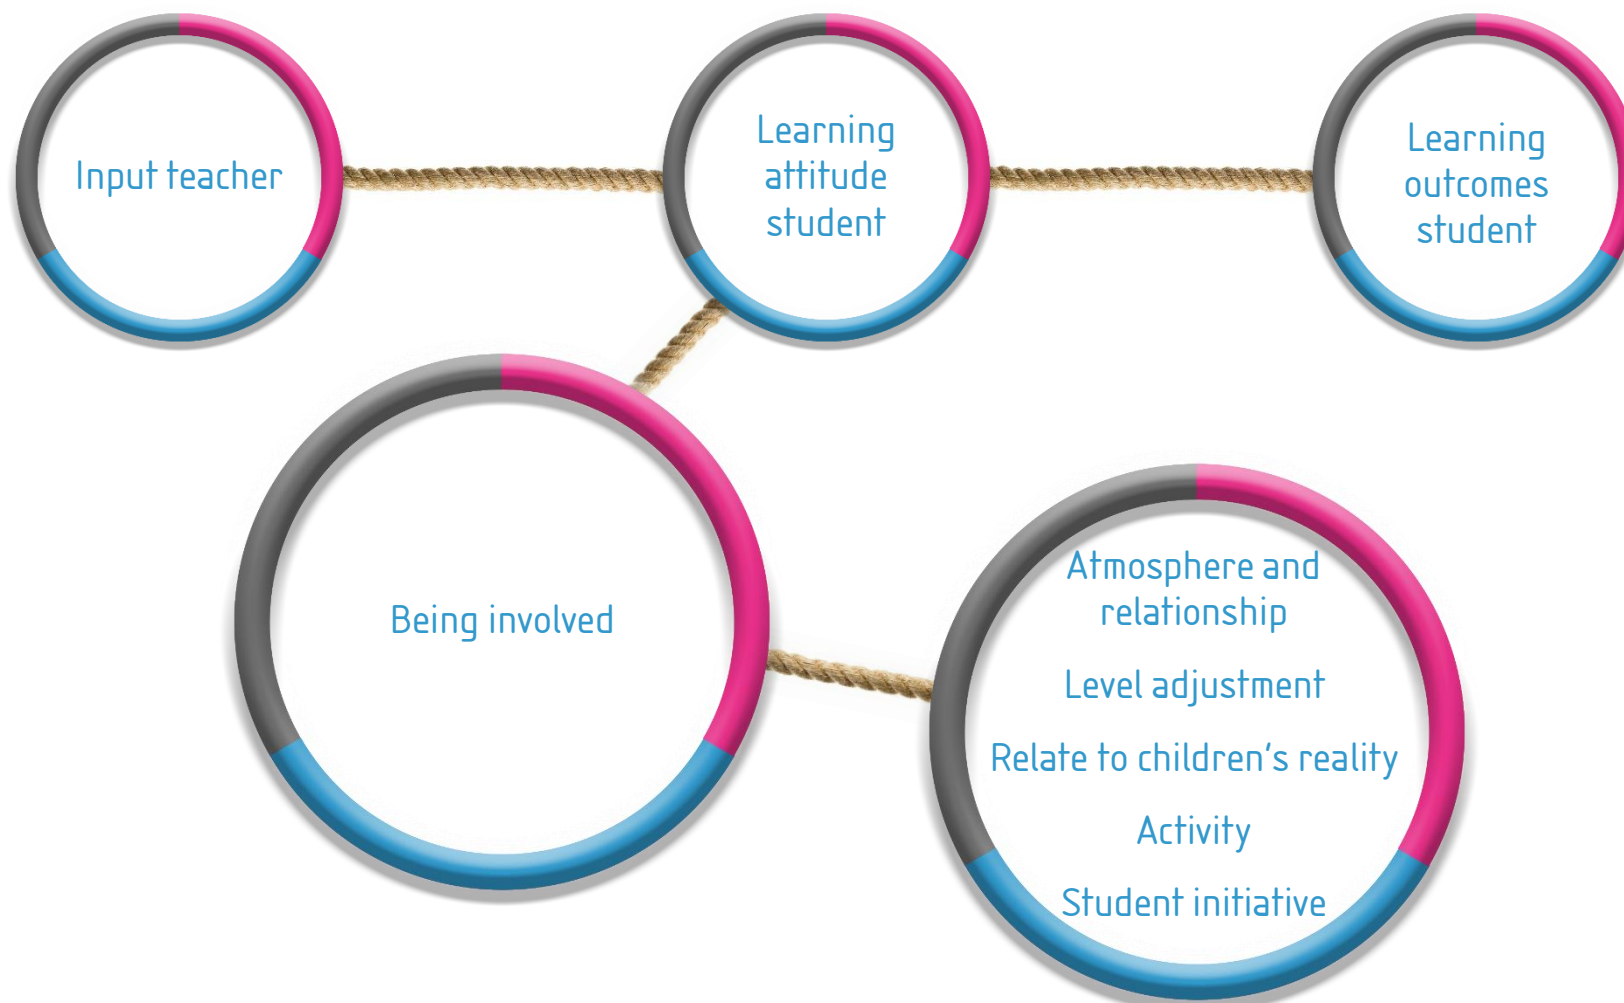 Input teacher
Learning
attitude
student
Learning
outcomes
student
Being involved
Atmosphere and
relationship
Level adjustment
Relate to children's reality
Activity
Student initiative